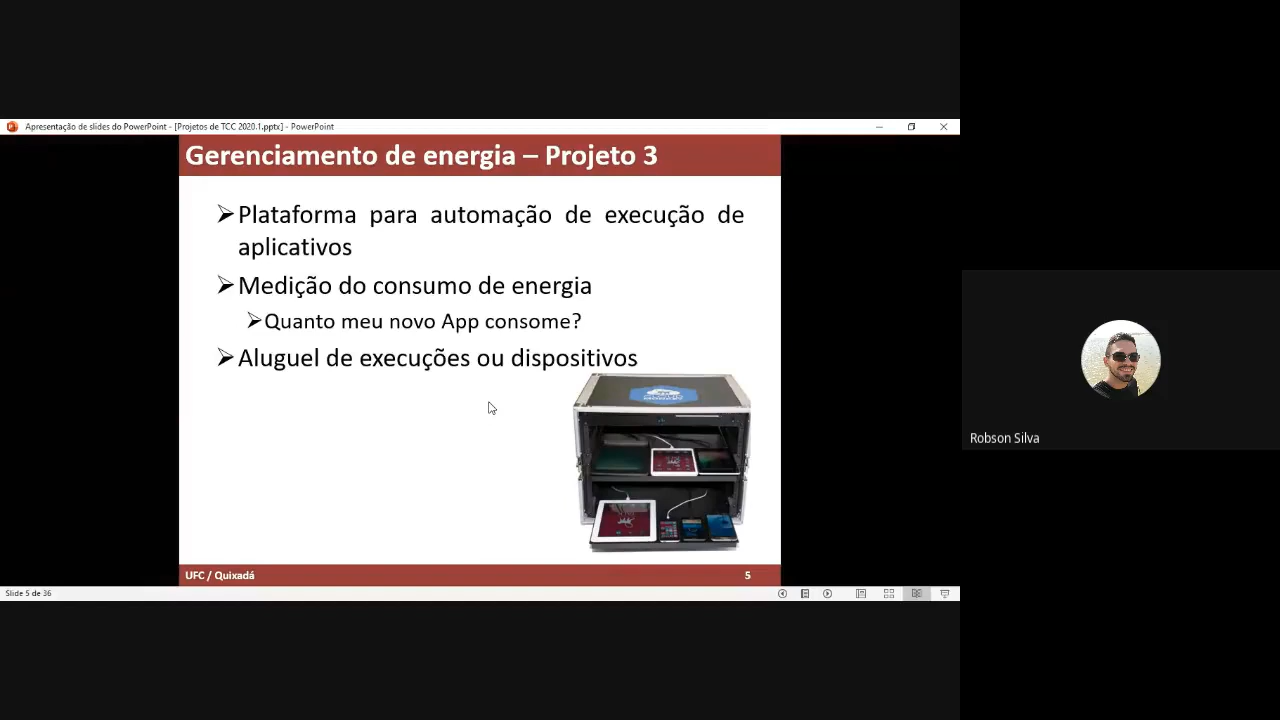 Apresentação de slides do PowerPoint - [Projetos de TCC 2020.1.pptx] - PowerPoint
Gerenciamento de energia – Projeto 3
Plataforma para automação de execução de
aplicativos
Medição do consumo de energia
Quanto meu novo App consome?
Aluguel de execuções ou dispositivos
UFC / Quixadá
5
Slide 5 de 36
Robson Silva